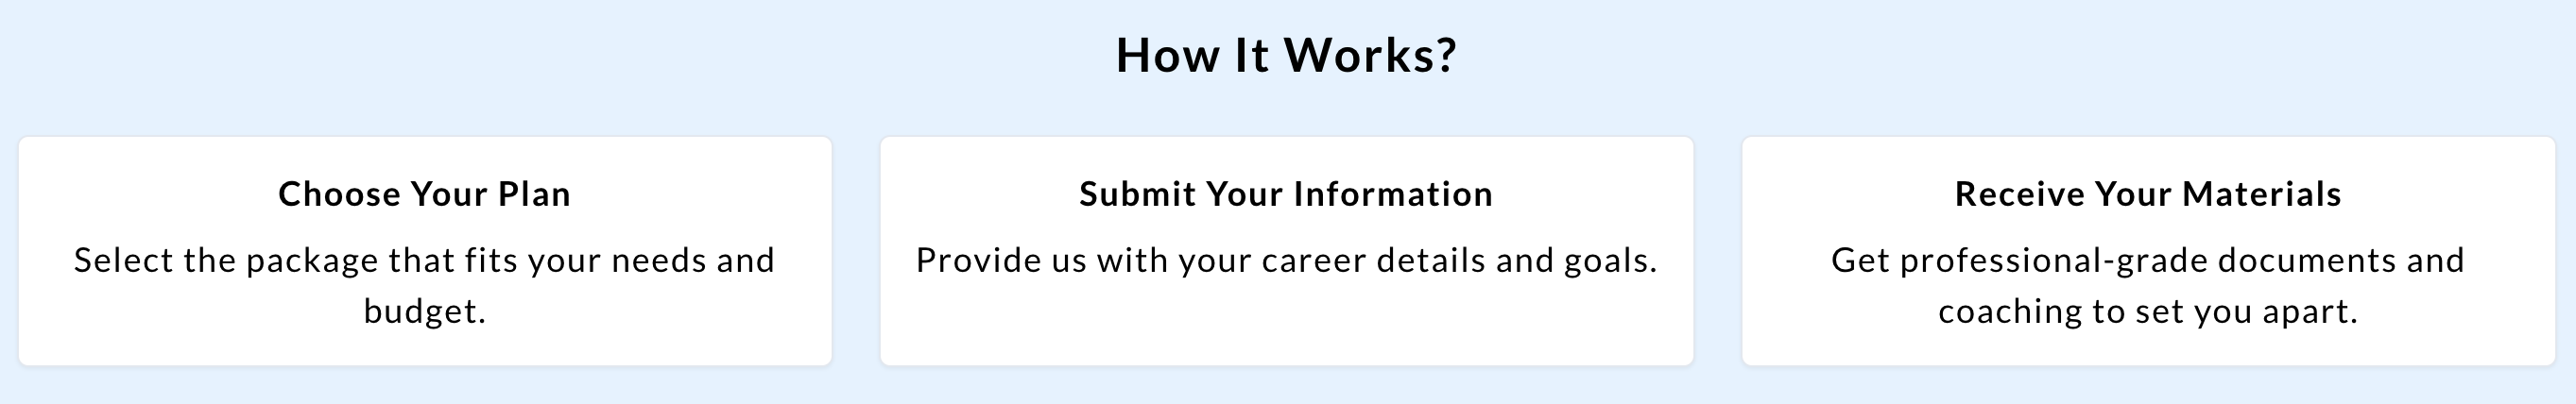 How It Works?
Choose Your Plan
Select the package that fits your needs and
budget.
Submit Your Information
Provide us with your career details and goals.
Receive Your Materials
Get professional-grade documents and
coaching to set you apart.